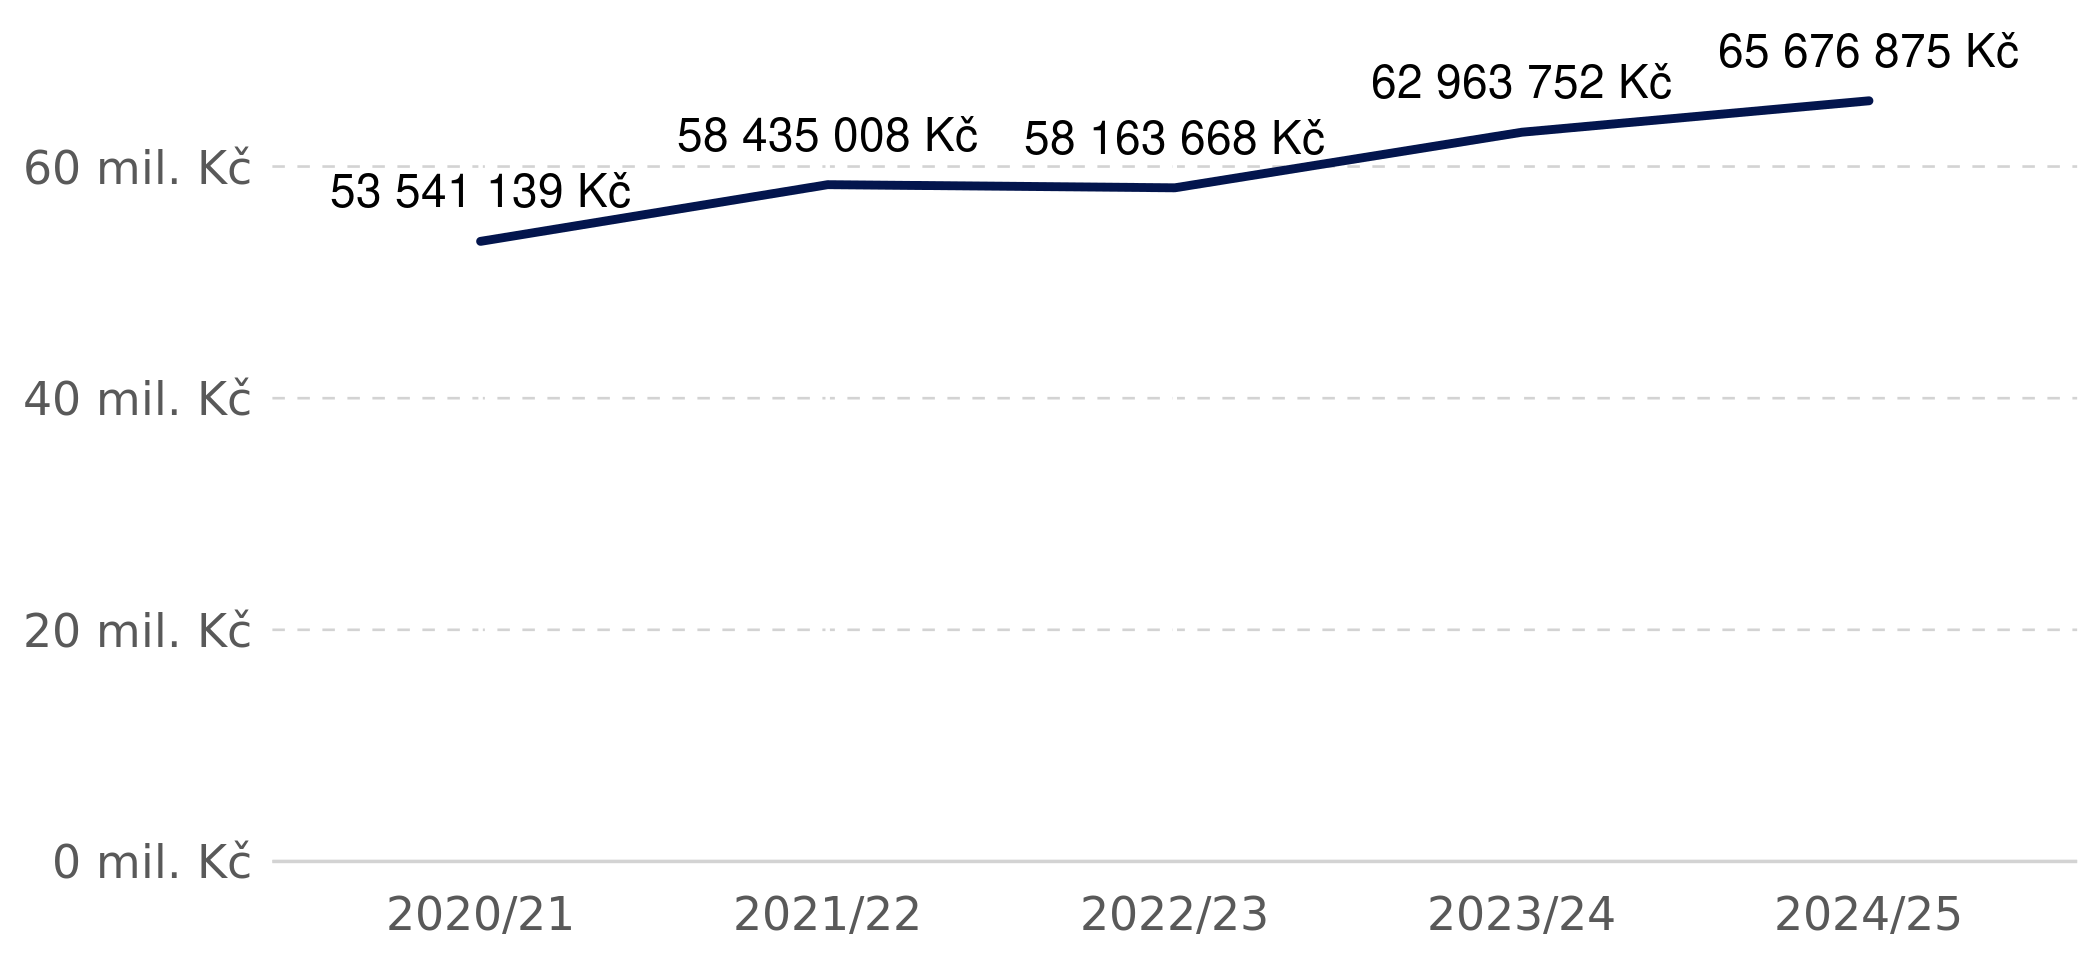 65 676 875 Kč
62 963 752 Kč
58 435 008 Kč
58 163 668 Kč
60 mil. Kč
53 541 139 Kč
40 mil. Kč
20 mil. Kč
0 mil. Kč
2020/21
2021/22
2022/23
2023/24
2024/25